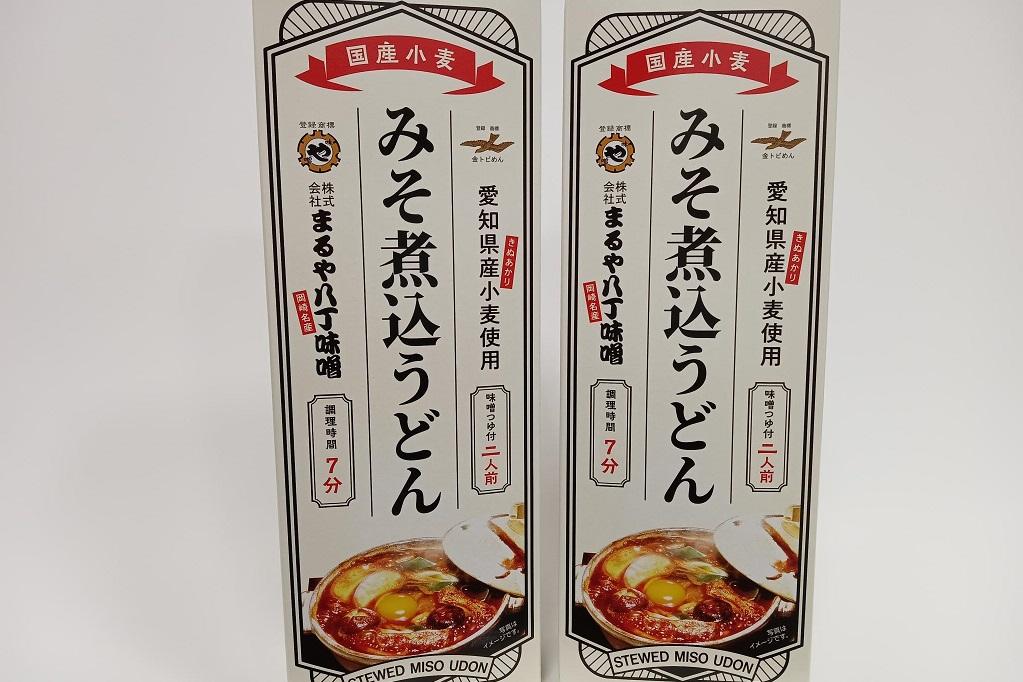 国産小麦
登録 商標
金トビめん
愛知県産小麦使用
きぬあかり
味噌つゆ付 二人前
みそ煮込うどん
登録商標
や
株式会社
まるや八丁味噌
岡崎名産
調理時間 7分
写真は
イメージです。
STEWED MISO UDON
国産小麦
登録 商標
金トビめん
愛知県産小麦使用
きぬあかり
味噌つゆ付 二人前
みそ煮込うどん
登録商標
や
株式会社
まるや八丁味噌
岡崎名産
調理時間 7分
写真は
イメージです。
STEWED MISO UDON